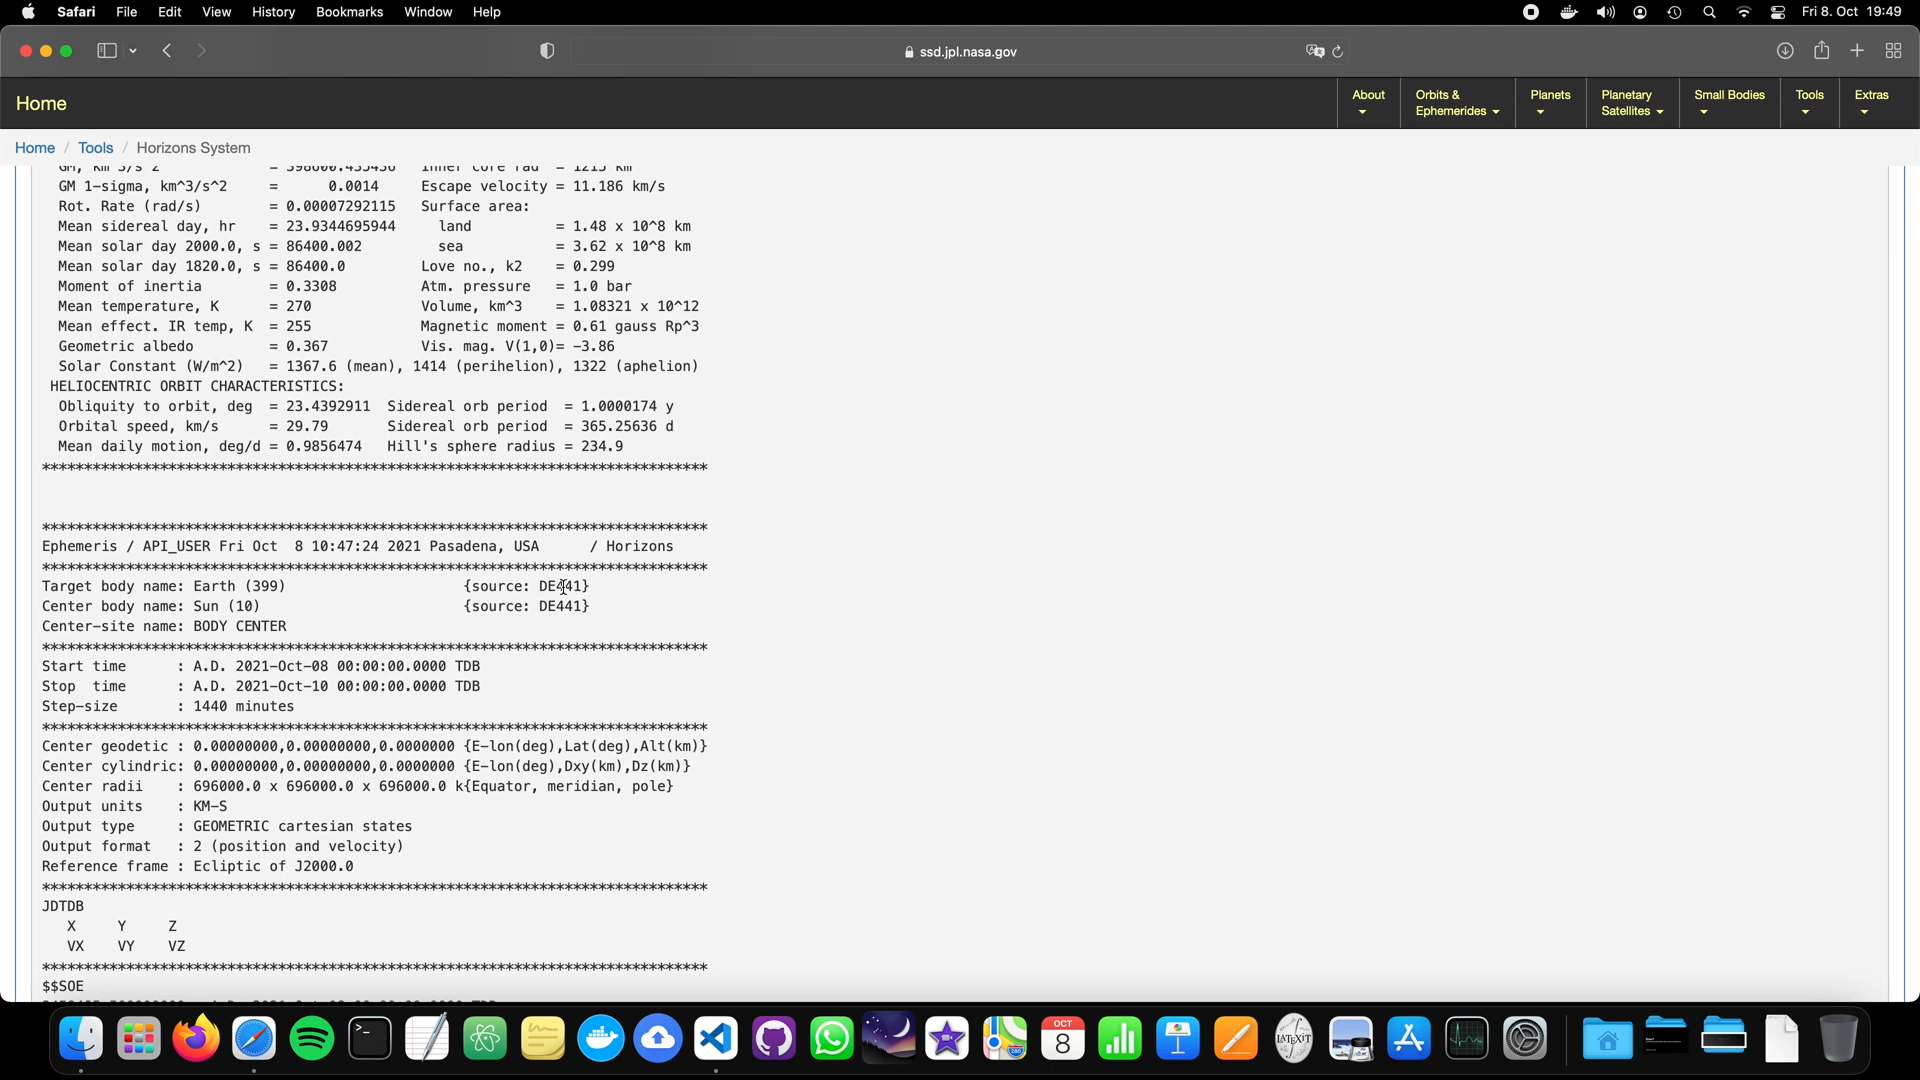 Safari File Edit View History Bookmarks Window Help Fri 8. Oct 19:49
ssd.jpl.nasa.gov
Home About Orbits & Ephemerides Planets Planetary Satellites Small Bodies Tools Extras
Home / Tools / Horizons System
GM, km^3/s^2 = 398600.435436 Inner core rad = 1215 km
GM 1-sigma, km^3/s^2 = 0.0014 Escape velocity = 11.186 km/s
Rot. Rate (rad/s) = 0.00007292115 Surface area:
Mean sidereal day, hr = 23.9344695944 land = 1.48 x 10^8 km
Mean solar day 2000.0, s = 86400.002 sea = 3.62 x 10^8 km
Mean solar day 1820.0, s = 86400.0 Love no., k2 = 0.299
Moment of inertia = 0.3308 Atm. pressure = 1.0 bar
Mean temperature, K = 270 Volume, km^3 = 1.08321 x 10^12
Mean effect. IR temp, K = 255 Magnetic moment = 0.61 gauss Rp^3
Geometric albedo = 0.367 Vis. mag. V(1,0)= -3.86
Solar Constant (W/m^2) = 1367.6 (mean), 1414 (perihelion), 1322 (aphelion)
HELIOCENTRIC ORBIT CHARACTERISTICS:
Obliquity to orbit, deg = 23.4392911 Sidereal orb period = 1.0000174 y
Orbital speed, km/s = 29.79 Sidereal orb period = 365.25636 d
Mean daily motion, deg/d = 0.9856474 Hill's sphere radius = 234.9
*******************************************************************************
*******************************************************************************
Ephemeris / API_USER Fri Oct 8 10:47:24 2021 Pasadena, USA / Horizons
*******************************************************************************
Target body name: Earth (399) {source: DE441}
Center body name: Sun (10) {source: DE441}
Center-site name: BODY CENTER
*******************************************************************************
Start time : A.D. 2021-Oct-08 00:00:00.0000 TDB
Stop time : A.D. 2021-Oct-10 00:00:00.0000 TDB
Step-size : 1440 minutes
*******************************************************************************
Center geodetic : 0.00000000,0.00000000,0.0000000 {E-lon(deg),Lat(deg),Alt(km)}
Center cylindric: 0.00000000,0.00000000,0.0000000 {E-lon(deg),Dxy(km),Dz(km)}
Center radii : 696000.0 x 696000.0 x 696000.0 k{Equator, meridian, pole}
Output units : KM-S
Output type : GEOMETRIC cartesian states
Output format : 2 (position and velocity)
Reference frame : Ecliptic of J2000.0
*******************************************************************************
JDTDB
X Y Z
VX VY VZ
*******************************************************************************
$$SOE
OCT
8
LATEXiT